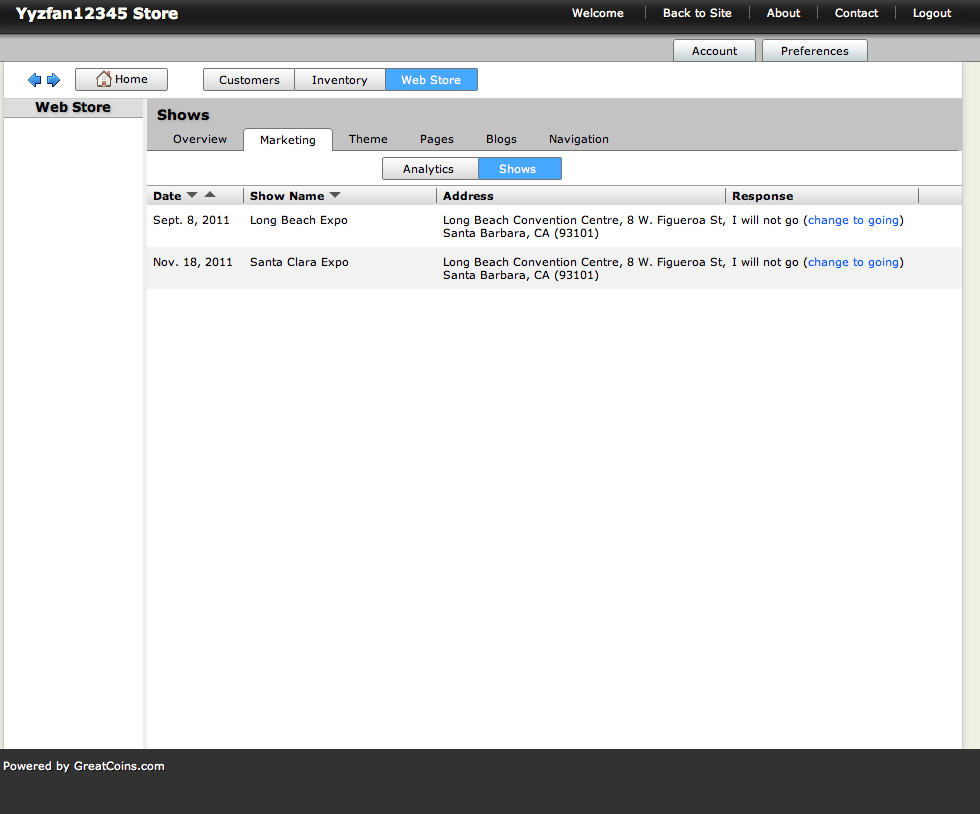 Yyzfan12345 Store
Welcome Back to Site About Contact Logout
Account Preferences
Home Customers Inventory Web Store
Web Store
Shows
Overview Marketing Theme Pages Blogs Navigation
Analytics Shows
Date Show Name Address Response
Sept. 8, 2011 Long Beach Expo Long Beach Convention Centre, 8 W. Figueroa St, I will not go (change to going)
Santa Barbara, CA (93101)
Nov. 18, 2011 Santa Clara Expo Long Beach Convention Centre, 8 W. Figueroa St, I will not go (change to going)
Santa Barbara, CA (93101)
Powered by GreatCoins.com